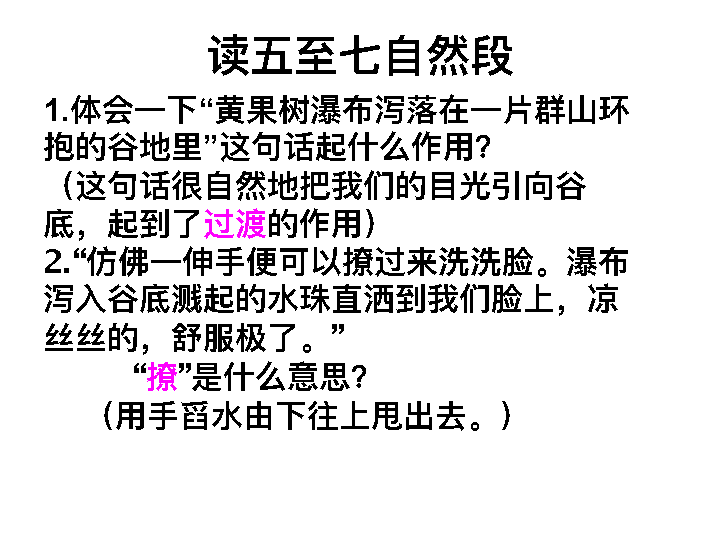 读五至七自然段
1.体会一下“黄果树瀑布泻落在一片群山环
抱的谷地里”这句话起什么作用?
（这句话很自然地把我们的目光引向谷
底，起到了过渡的作用）
2.“仿佛一伸手便可以撩过来洗洗脸。瀑布
泻入谷底溅起的水珠直洒到我们脸上，凉
丝丝的，舒服极了。”
“撩”是什么意思?
（用手舀水由下往上甩出去。）